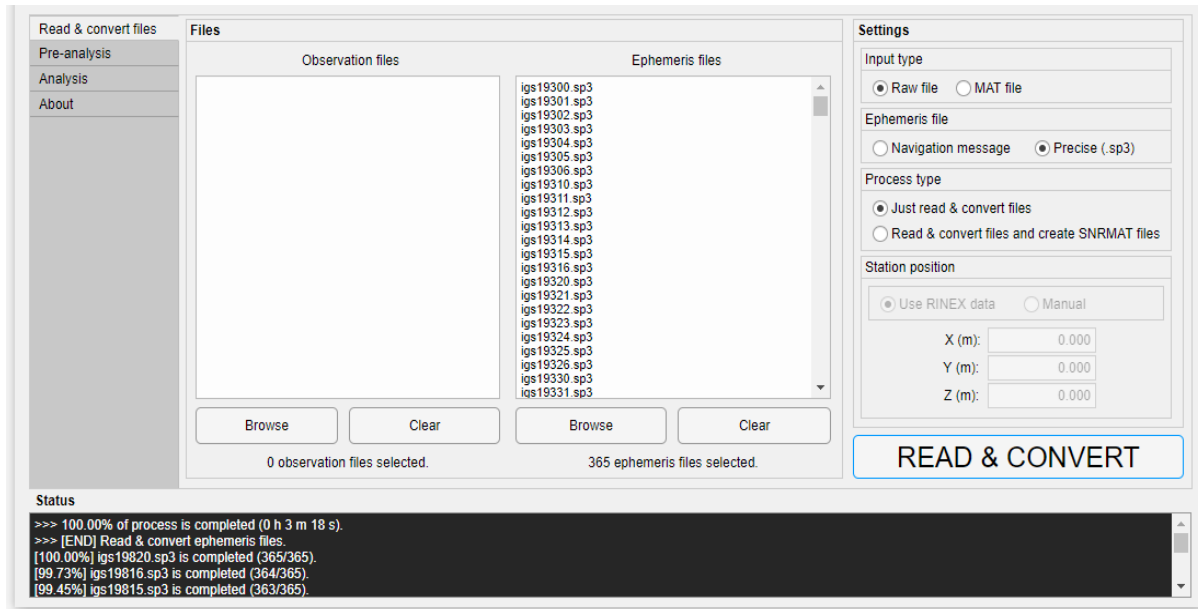 Read & convert files
Pre-analysis
Analysis
About
Files
Observation files
Ephemeris files
igs19300.sp3
igs19301.sp3
igs19302.sp3
igs19303.sp3
igs19304.sp3
igs19305.sp3
igs19306.sp3
igs19310.sp3
igs19311.sp3
igs19312.sp3
igs19313.sp3
igs19314.sp3
igs19315.sp3
igs19316.sp3
igs19320.sp3
igs19321.sp3
igs19322.sp3
igs19323.sp3
igs19324.sp3
igs19325.sp3
igs19326.sp3
igs19330.sp3
igs19331.sp3
Browse Clear
Browse Clear
0 observation files selected.
365 ephemeris files selected.
Settings
Input type
Raw file MAT file
Ephemeris file
Navigation message Precise (.sp3)
Process type
Just read & convert files
Read & convert files and create SNRMAT files
Station position
Use RINEX data Manual
X (m): 0.000
Y (m): 0.000
Z (m): 0.000
READ & CONVERT
Status
>>> 100.00% of process is completed (0 h 3 m 18 s).
>>> [END] Read & convert ephemeris files.
[100.00%] igs19820.sp3 is completed (365/365).
[99.73%] igs19816.sp3 is completed (364/365).
[99.45%] igs19815.sp3 is completed (363/365).